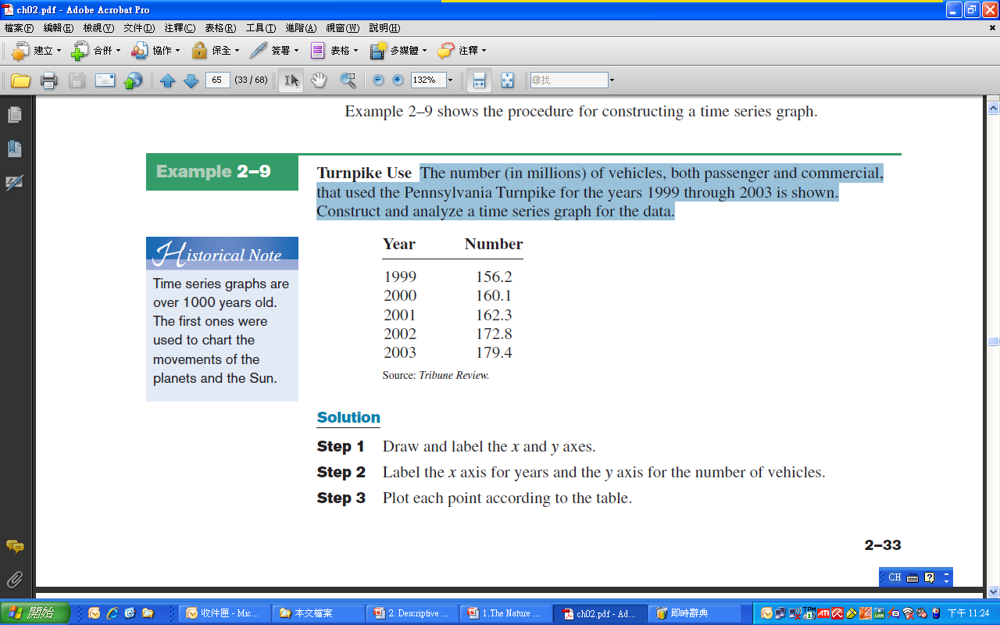 ch02.pdf - Adobe Acrobat Pro
檔案(F) 編輯(E) 檢視(V) 文件(D) 注釋(C) 表格(R) 工具(T) 進階(A) 視窗(W) 說明(H)
建立 合併 協作 保全 簽署 表格 多媒體 注釋
65 (33 / 68) 132% 尋找
Example 2–9 shows the procedure for constructing a time series graph.
Example 2–9
Turnpike Use The number (in millions) of vehicles, both passenger and commercial,
that used the Pennsylvania Turnpike for the years 1999 through 2003 is shown.
Construct and analyze a time series graph for the data.
Historical Note
Time series graphs are
over 1000 years old.
The first ones were
used to chart the
movements of the
planets and the Sun.
Year Number
1999 156.2
2000 160.1
2001 162.3
2002 172.8
2003 179.4
Source: Tribune Review.
Solution
Step 1 Draw and label the x and y axes.
Step 2 Label the x axis for years and the y axis for the number of vehicles.
Step 3 Plot each point according to the table.
2–33
CH
開始 收件匣 - Mic... 本文檔案 2. Descriptive ... 1.The Nature ... ch02.pdf - Ad... 即時辭典 下午 11:24